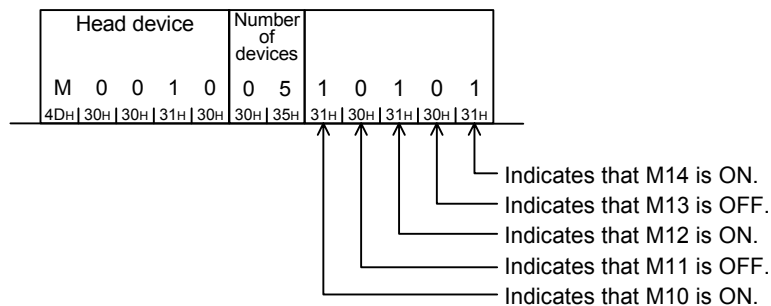 Head device
Number
of
devices
M 0 0 1 0 0 5 1 0 1 0 1
4DH 30H 30H 31H 30H 30H 35H 31H 30H 31H 30H 31H
Indicates that M14 is ON.
Indicates that M13 is OFF.
Indicates that M12 is ON.
Indicates that M11 is OFF.
Indicates that M10 is ON.